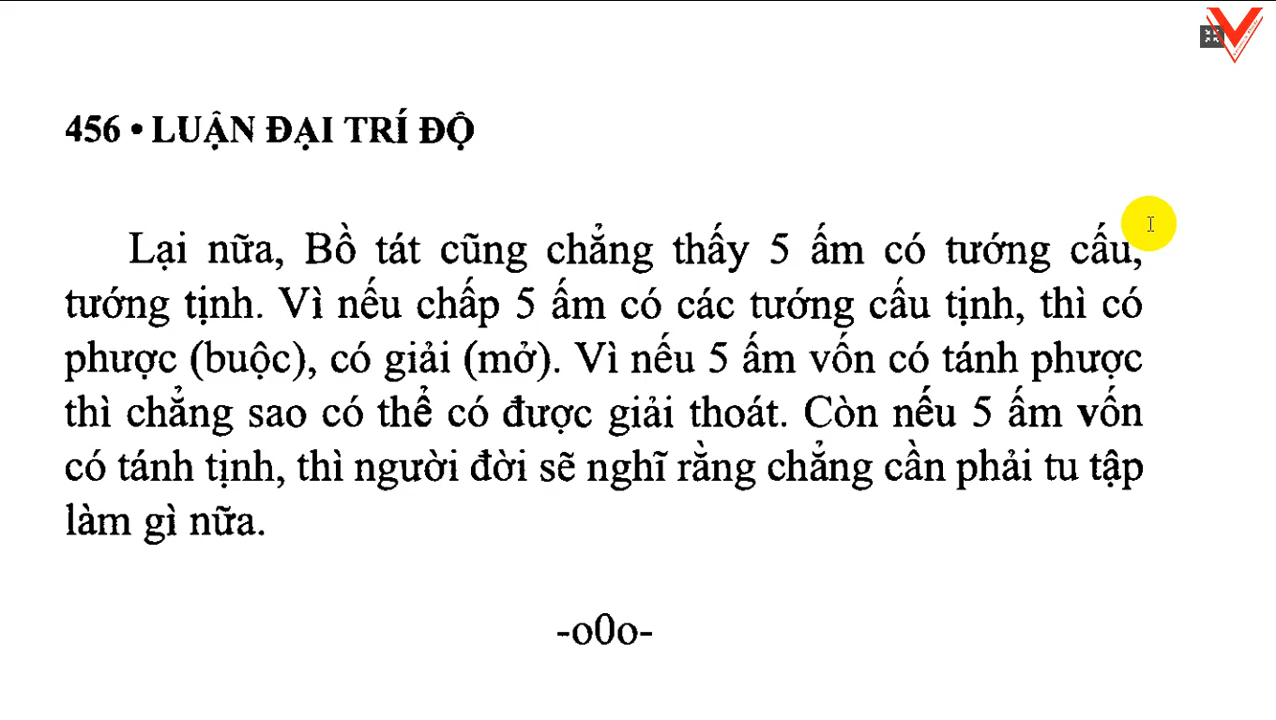 456 • LUẬN ĐẠI TRÍ ĐỘ
Lại nữa, Bồ tát cũng chẳng thấy 5 ấm có tướng cấu,
tướng tịnh. Vì nếu chấp 5 ấm có các tướng cấu tịnh, thì có
phược (buộc), có giải (mở). Vì nếu 5 ấm vốn có tánh phược
thì chẳng sao có thể có được giải thoát. Còn nếu 5 ấm vốn
có tánh tịnh, thì người đời sẽ nghĩ rằng chẳng cần phải tu tập
làm gì nữa.
-o0o-